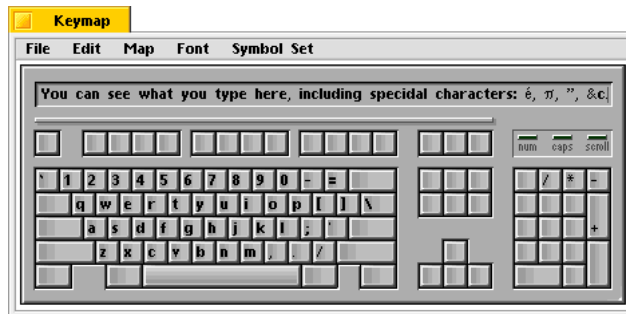 Keymap
File Edit Map Font Symbol Set
You can see what you type here, including specidal characters: é, π, ”, &c.
num caps scroll
` 1 2 3 4 5 6 7 8 9 0 - = / * -
q w e r t y u i o p [ ] \
a s d f g h j k l ; ' +
z x c v b n m , . /